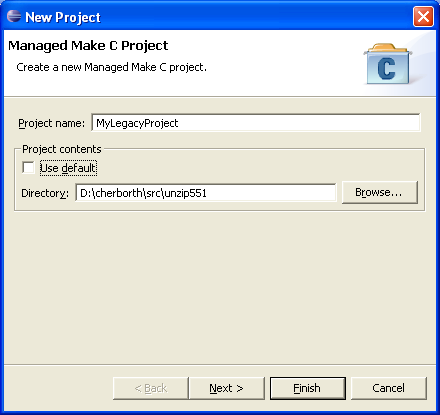 New Project
Managed Make C Project
Create a new Managed Make C project.
C
Project name: MyLegacyProject
Project contents
Use default
Directory: D:\cherborth\src\unzip551 Browse...
< Back Next > Finish Cancel